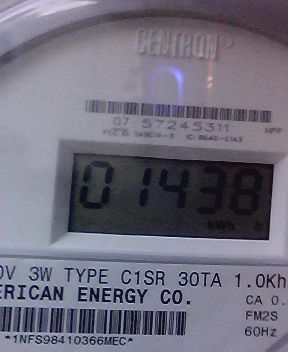 CENTRON®
07 57245311
01438
kWh
0V 3W TYPE C1SR 30TA 1.0Kh
ERICAN ENERGY CO.
CA 0.
FM2S
*1NFS98410366MEC*
60Hz